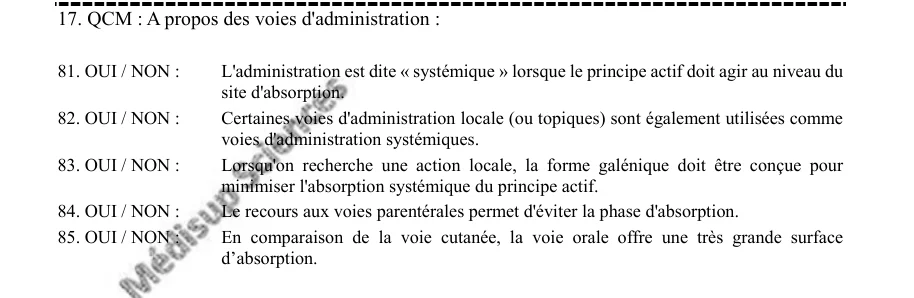 17. QCM : A propos des voies d'administration :
81. OUI / NON : L'administration est dite « systémique » lorsque le principe actif doit agir au niveau du
site d'absorption.
82. OUI / NON : Certaines voies d'administration locale (ou topiques) sont également utilisées comme
voies d'administration systémiques.
83. OUI / NON : Lorsqu'on recherche une action locale, la forme galénique doit être conçue pour
minimiser l'absorption systémique du principe actif.
84. OUI / NON : Le recours aux voies parentérales permet d'éviter la phase d'absorption.
85. OUI / NON : En comparaison de la voie cutanée, la voie orale offre une très grande surface
d’absorption.
Médisup Sciences